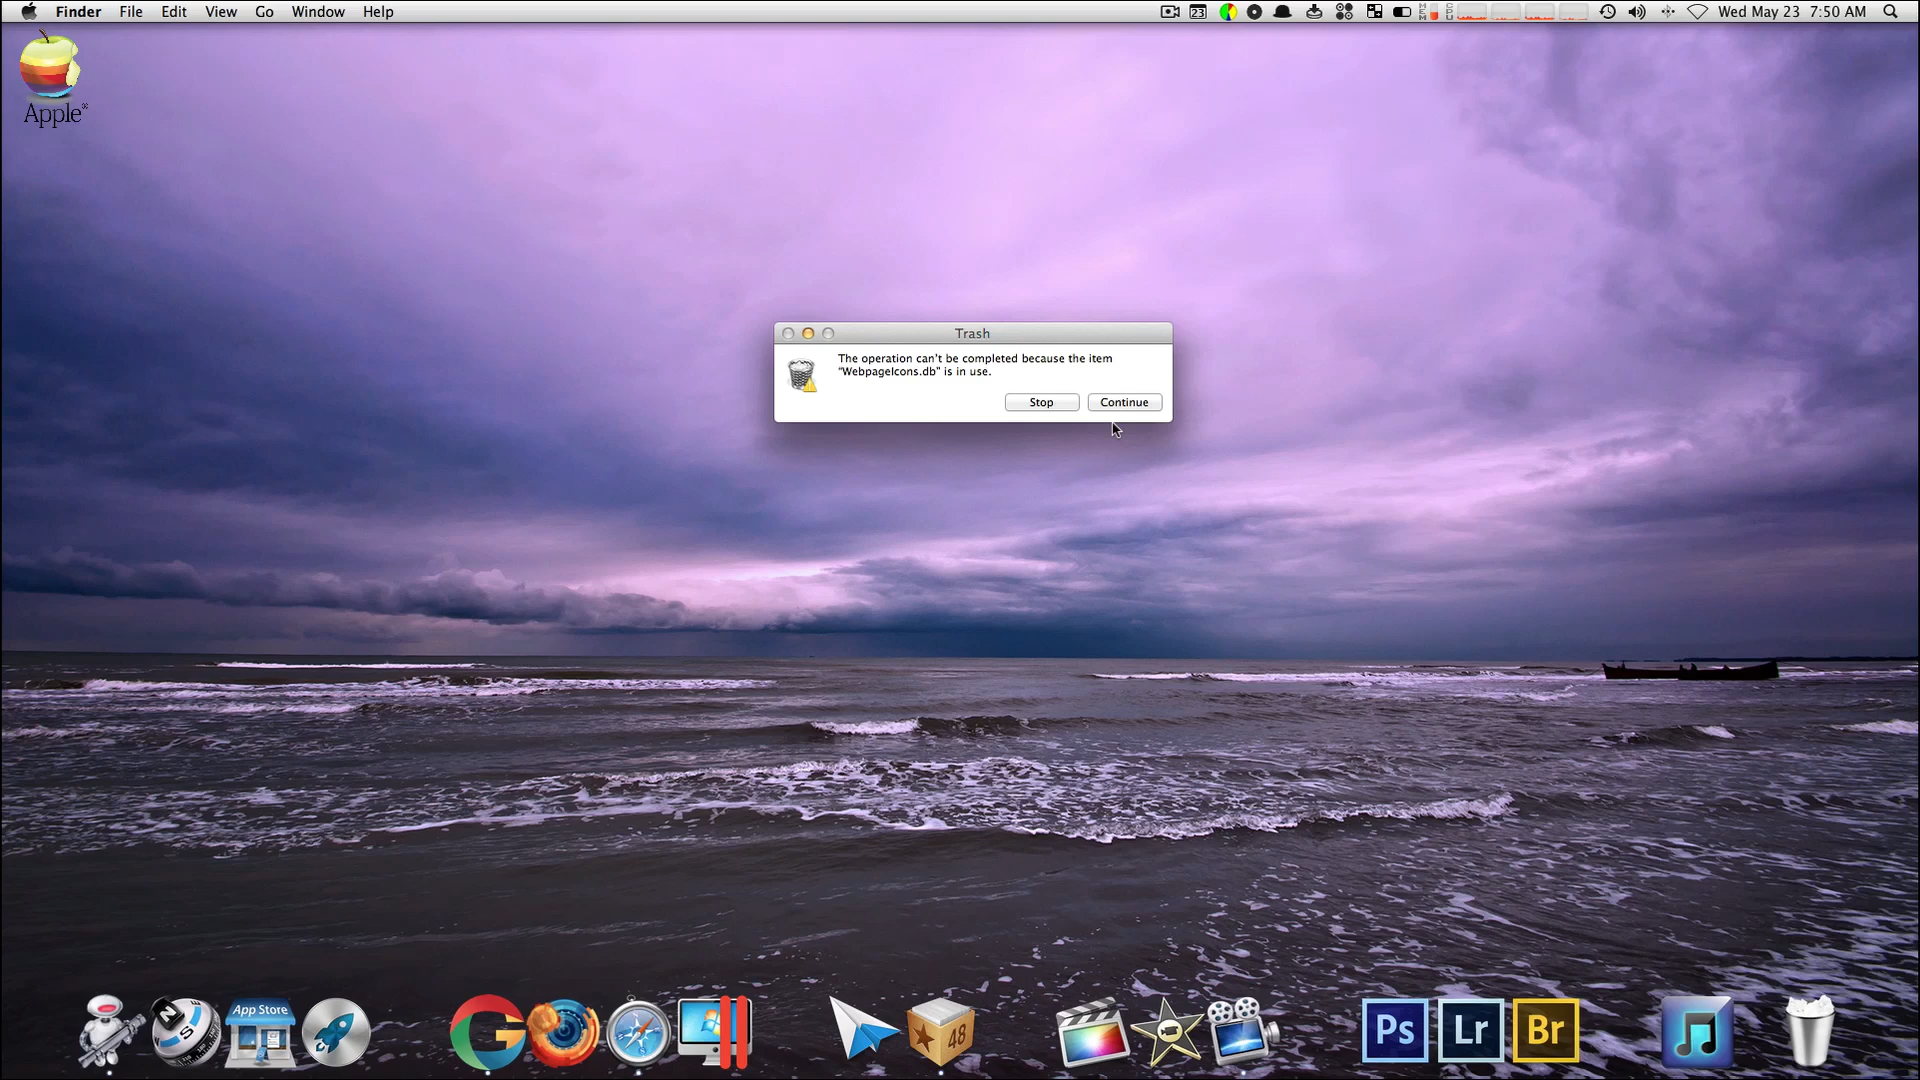 Finder File Edit View Go Window Help
23 Wed May 23 7:50 AM
Apple
Trash
The operation can't be completed because the item
"WebpageIcons.db" is in use.
Stop Continue
N E S App Store 48 Ps Lr Br